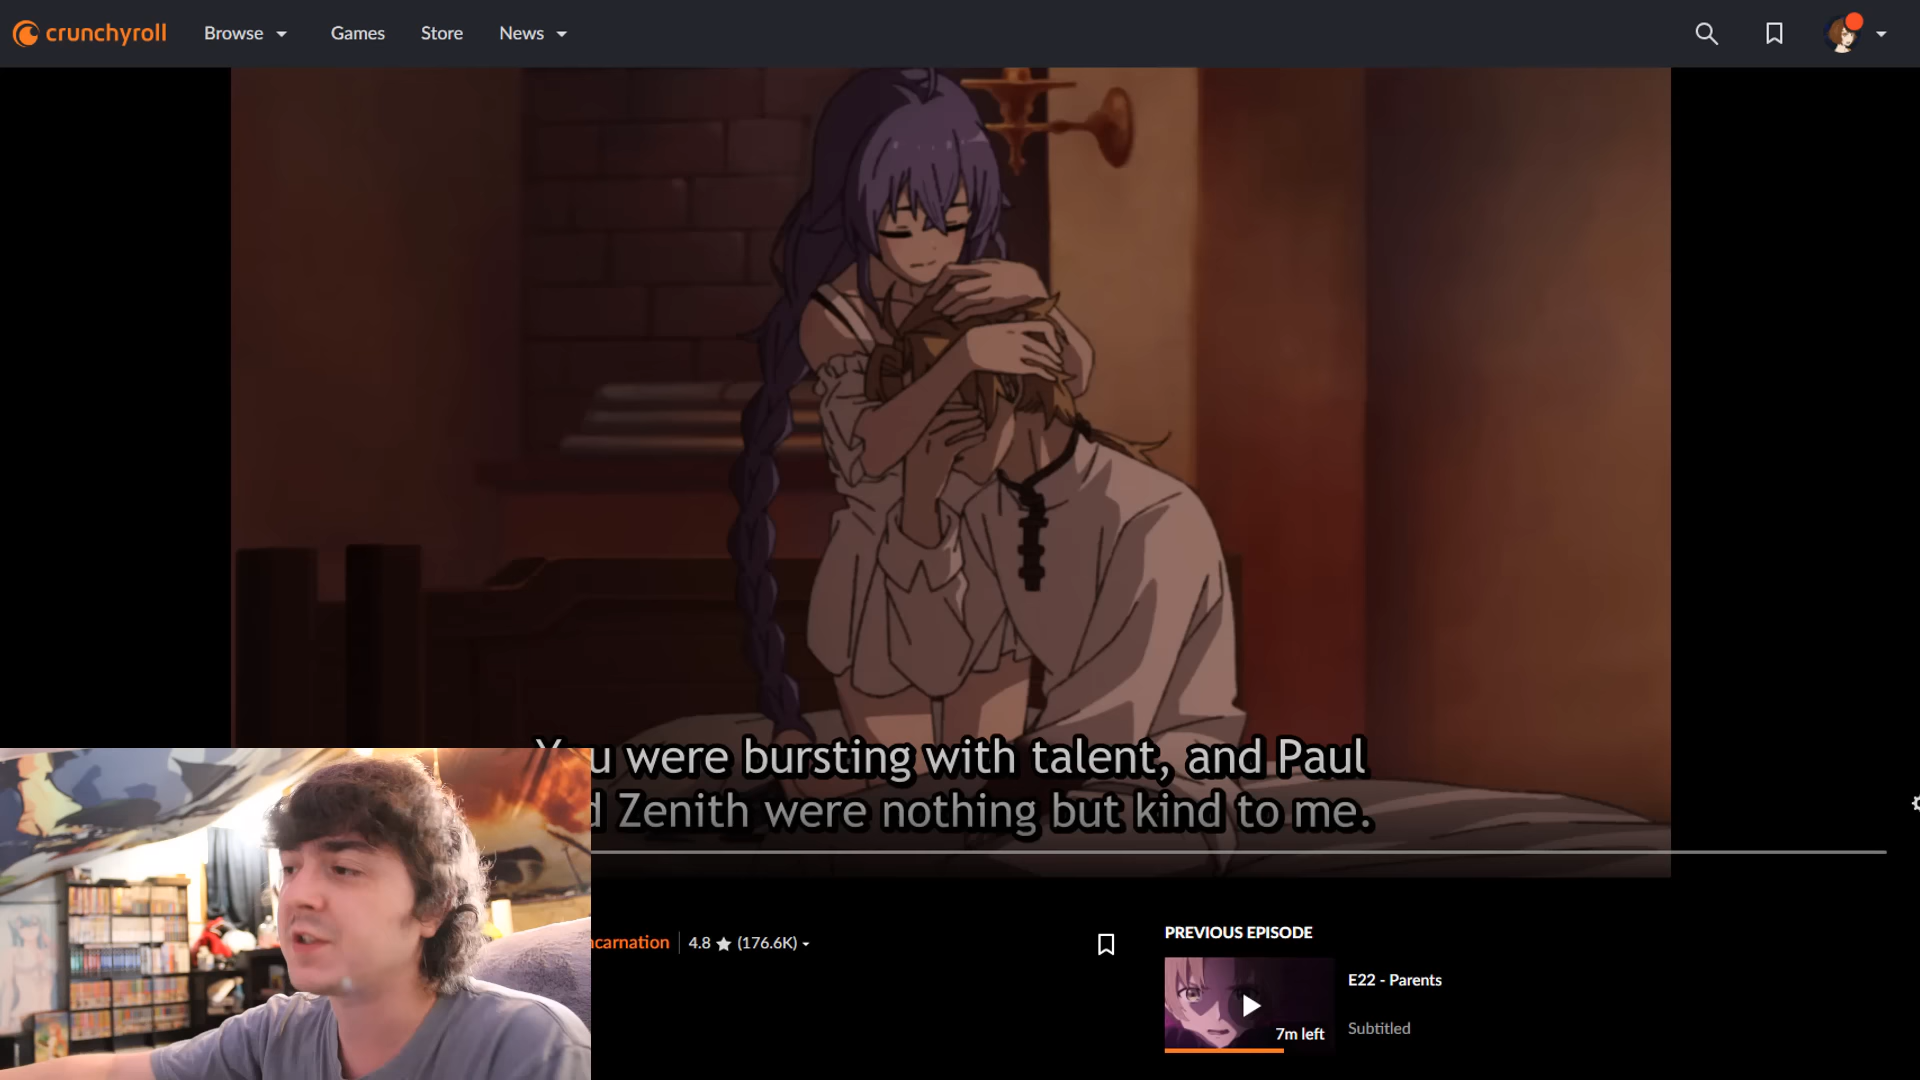 crunchyroll
Browse
Games
Store
News
u were bursting with talent, and Paul
d Zenith were nothing but kind to me.
ncarnation
4.8 ★ (176.6K)
PREVIOUS EPISODE
7m left
E22 - Parents
Subtitled